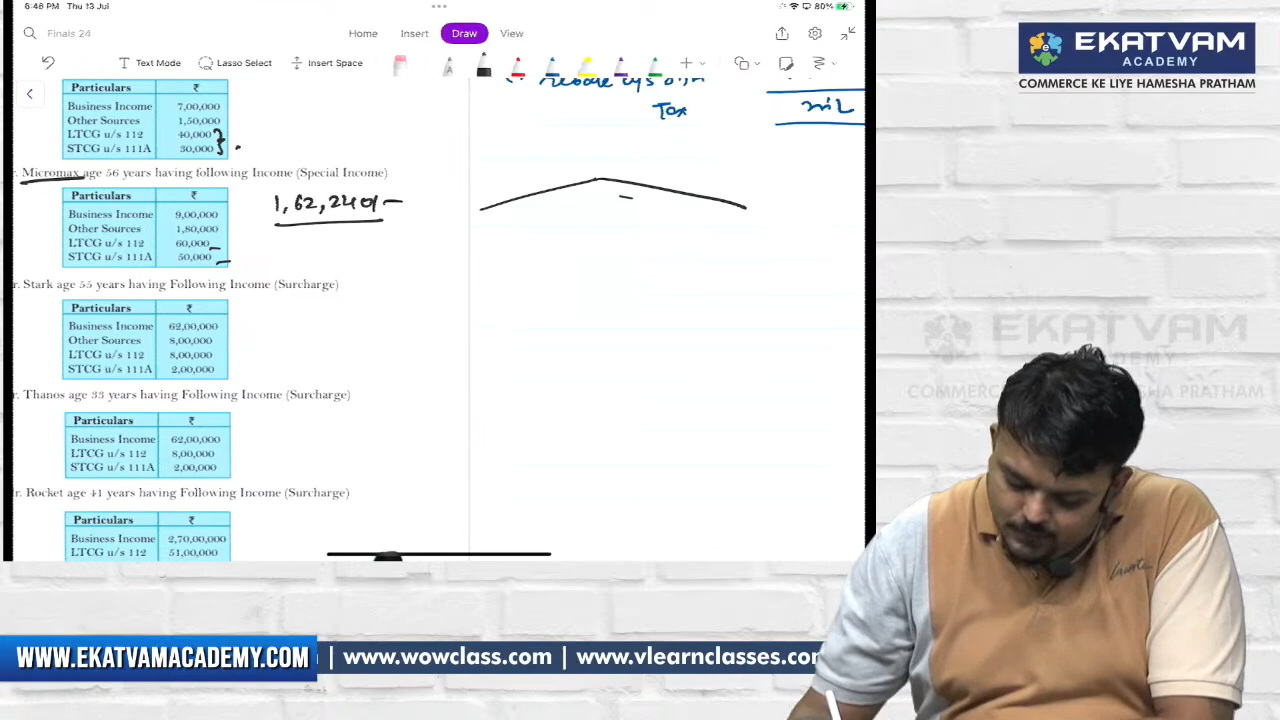 6:46 PM Thu 13 Jul
80%
Finals 24
Home Insert Draw View
Text Mode Lasso Select Insert Space
EKATVAM
ACADEMY
COMMERCE KE LIYE HAMESHA PRATHAM
Particulars ₹
Business Income 7,00,000
Other Sources 1,50,000
LTCG u/s 112 40,000
STCG u/s 111A 30,000
Tax
nil
r. Micromax age 56 years having following Income (Special Income)
Particulars ₹
Business Income 9,00,000
Other Sources 1,80,000
LTCG u/s 112 60,000
STCG u/s 111A 50,000
1,62,240/-
r. Stark age 55 years having Following Income (Surcharge)
Particulars ₹
Business Income 62,00,000
Other Sources 8,00,000
LTCG u/s 112 8,00,000
STCG u/s 111A 2,00,000
r. Thanos age 33 years having Following Income (Surcharge)
Particulars ₹
Business Income 62,00,000
LTCG u/s 112 8,00,000
STCG u/s 111A 2,00,000
r. Rocket age 41 years having Following Income (Surcharge)
Particulars ₹
Business Income 2,70,00,000
LTCG u/s 112 51,00,000
EKATVAM
WWW.EKATVAMACADEMY.COM | www.wowclass.com | www.vlearnclasses.com